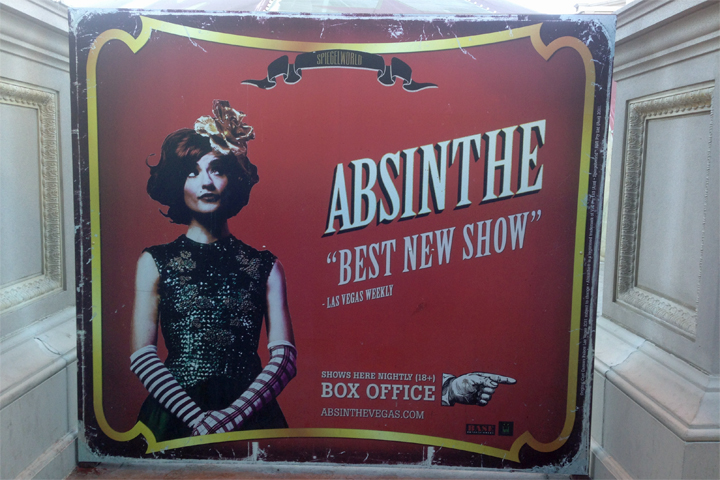 SPIEGELWORLD
ABSINTHE
“BEST NEW SHOW”
- LAS VEGAS WEEKLY
SHOWS HERE NIGHTLY (18+)
BOX OFFICE
ABSINTHEVEGAS.COM
BASE